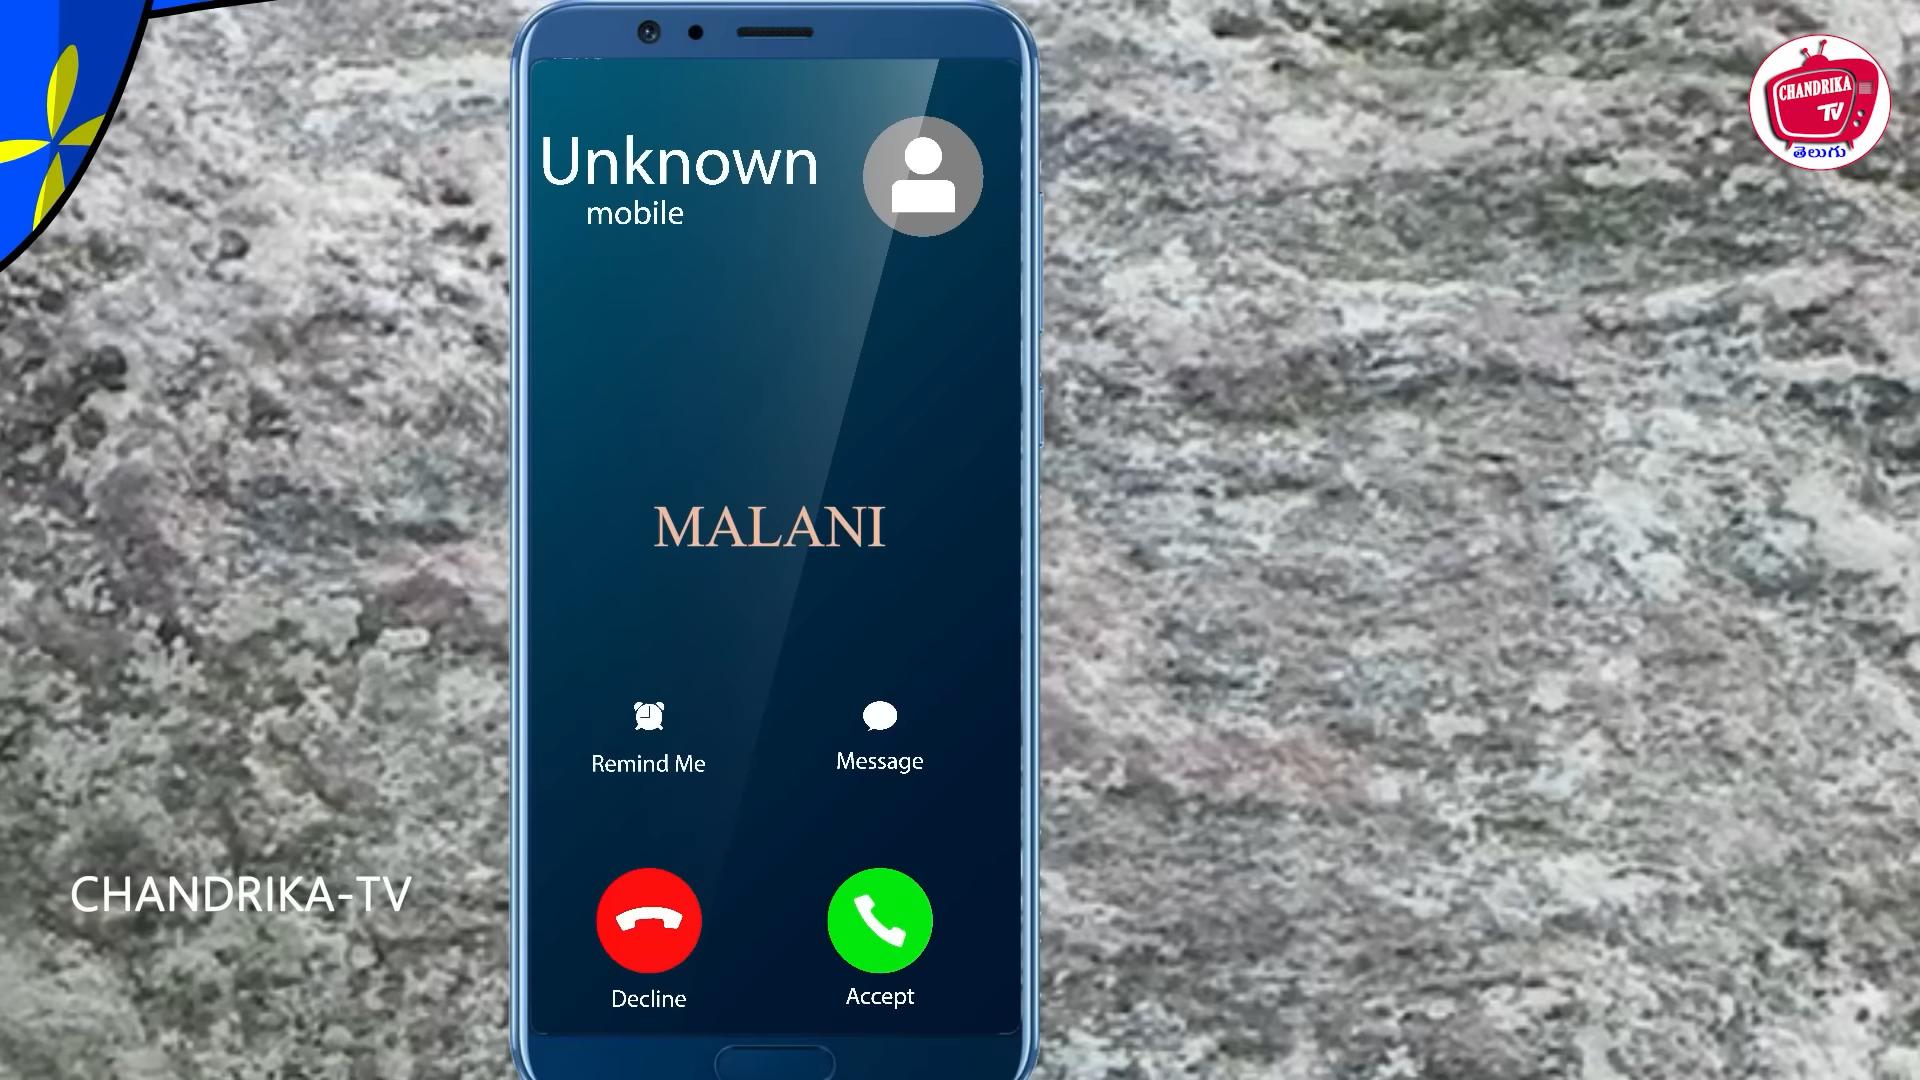 Unknown
mobile
MALANI
Remind Me
Message
Decline
Accept
CHANDRIKA-TV
CHANDRIKA
TV
తెలుగు